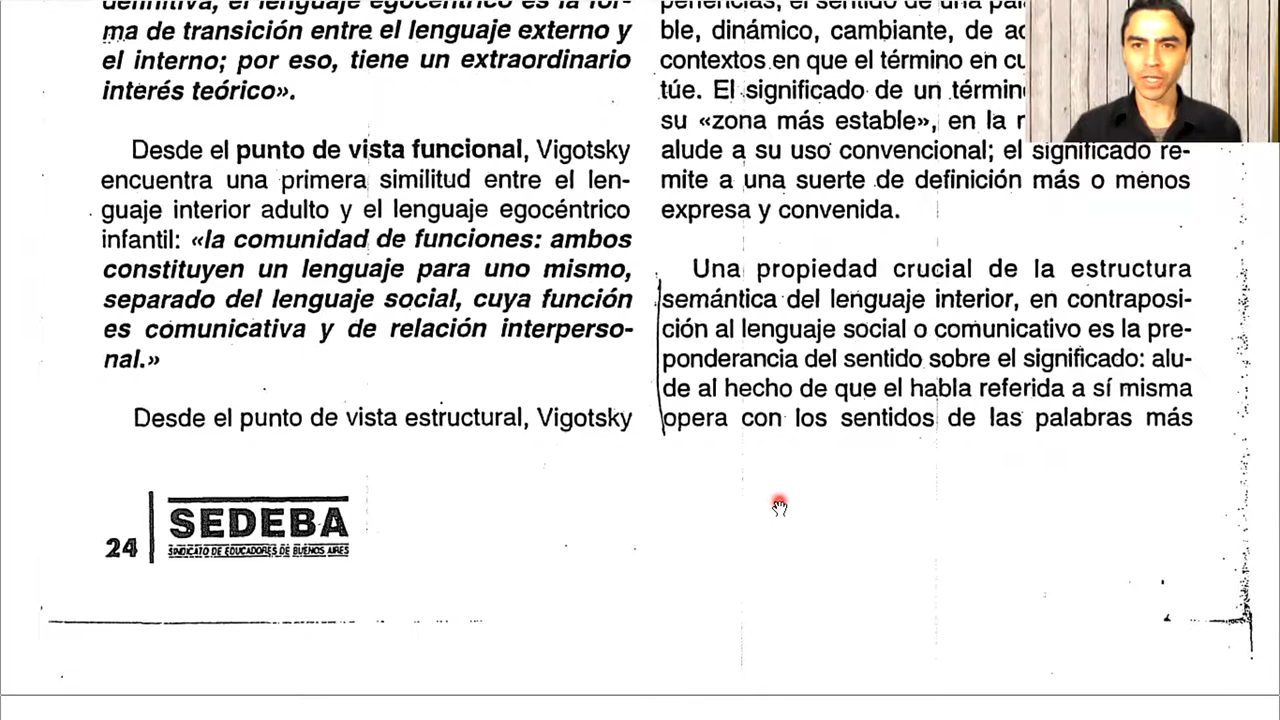 definitiva, el lenguaje egocéntrico es la for-
ma de transición entre el lenguaje externo y
el interno; por eso, tiene un extraordinario
interés teórico».
Desde el punto de vista funcional, Vigotsky
encuentra una primera similitud entre el len-
guaje interior adulto y el lenguaje egocéntrico
infantil: «la comunidad de funciones: ambos
constituyen un lenguaje para uno mismo,
separado del lenguaje social, cuya función
es comunicativa y de relación interperso-
nal.»
Desde el punto de vista estructural, Vigotsky
periencias, el sentido de una
ble, dinámico, cambiante, de
contextos en que el término en
túe. El significado de un
su «zona más estable», en la
alude a su uso convencional; el significado re-
mite a una suerte de definición más o menos
expresa y convenida.
Una propiedad crucial de la estructura
semántica del lenguaje interior, en contraposi-
ción al lenguaje social o comunicativo es la pre-
ponderancia del sentido sobre el significado: alu-
de al hecho de que el habla referida a sí misma
opera con los sentidos de las palabras más
24
SEDEBA
SINDICATO DE EDUCADORES DE BUENOS AIRES